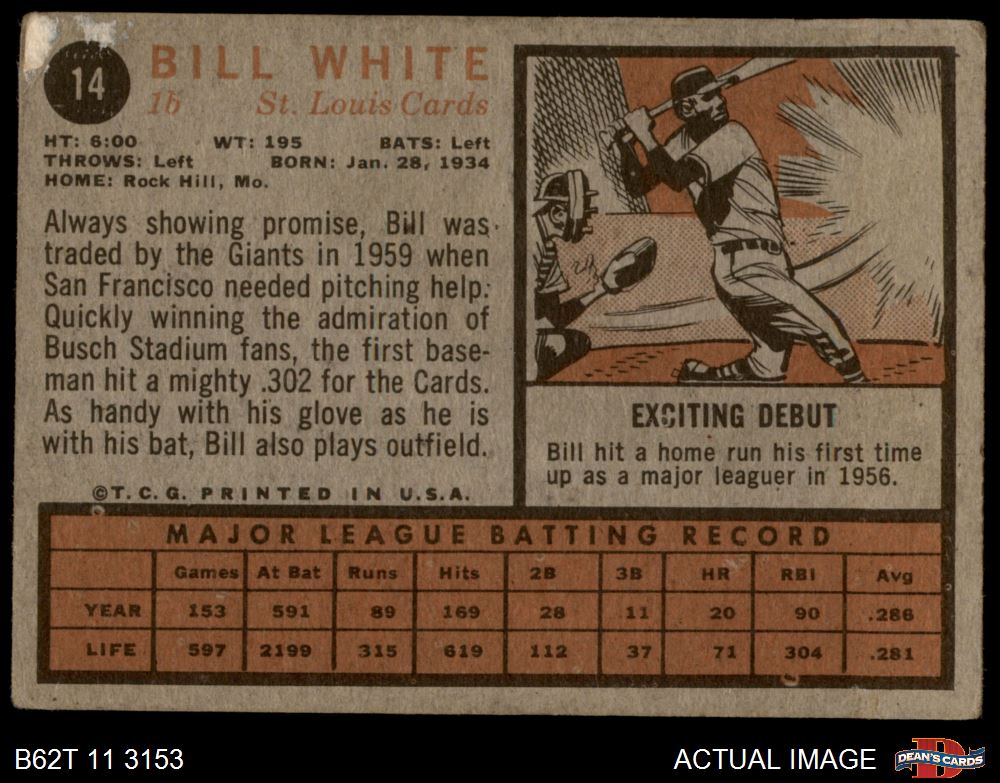 14
BILL WHITE
1b St. Louis Cards
HT: 6:00 WT: 195 BATS: Left
THROWS: Left BORN: Jan. 28, 1934
HOME: Rock Hill, Mo.
Always showing promise, Bill was
traded by the Giants in 1959 when
San Francisco needed pitching help.
Quickly winning the admiration of
Busch Stadium fans, the first base-
man hit a mighty .302 for the Cards.
As handy with his glove as he is
with his bat, Bill also plays outfield.
©T.C.G. PRINTED IN U.S.A.
EXCITING DEBUT
Bill hit a home run his first time
up as a major leaguer in 1956.
MAJOR LEAGUE BATTING RECORD
Games At Bat Runs Hits 2B 3B HR RBI Avg
YEAR 153 591 89 169 28 11 20 90 .286
LIFE 597 2199 315 619 112 37 71 304 .281
B62T 11 3153
ACTUAL IMAGE
D
DEAN'S CARDS